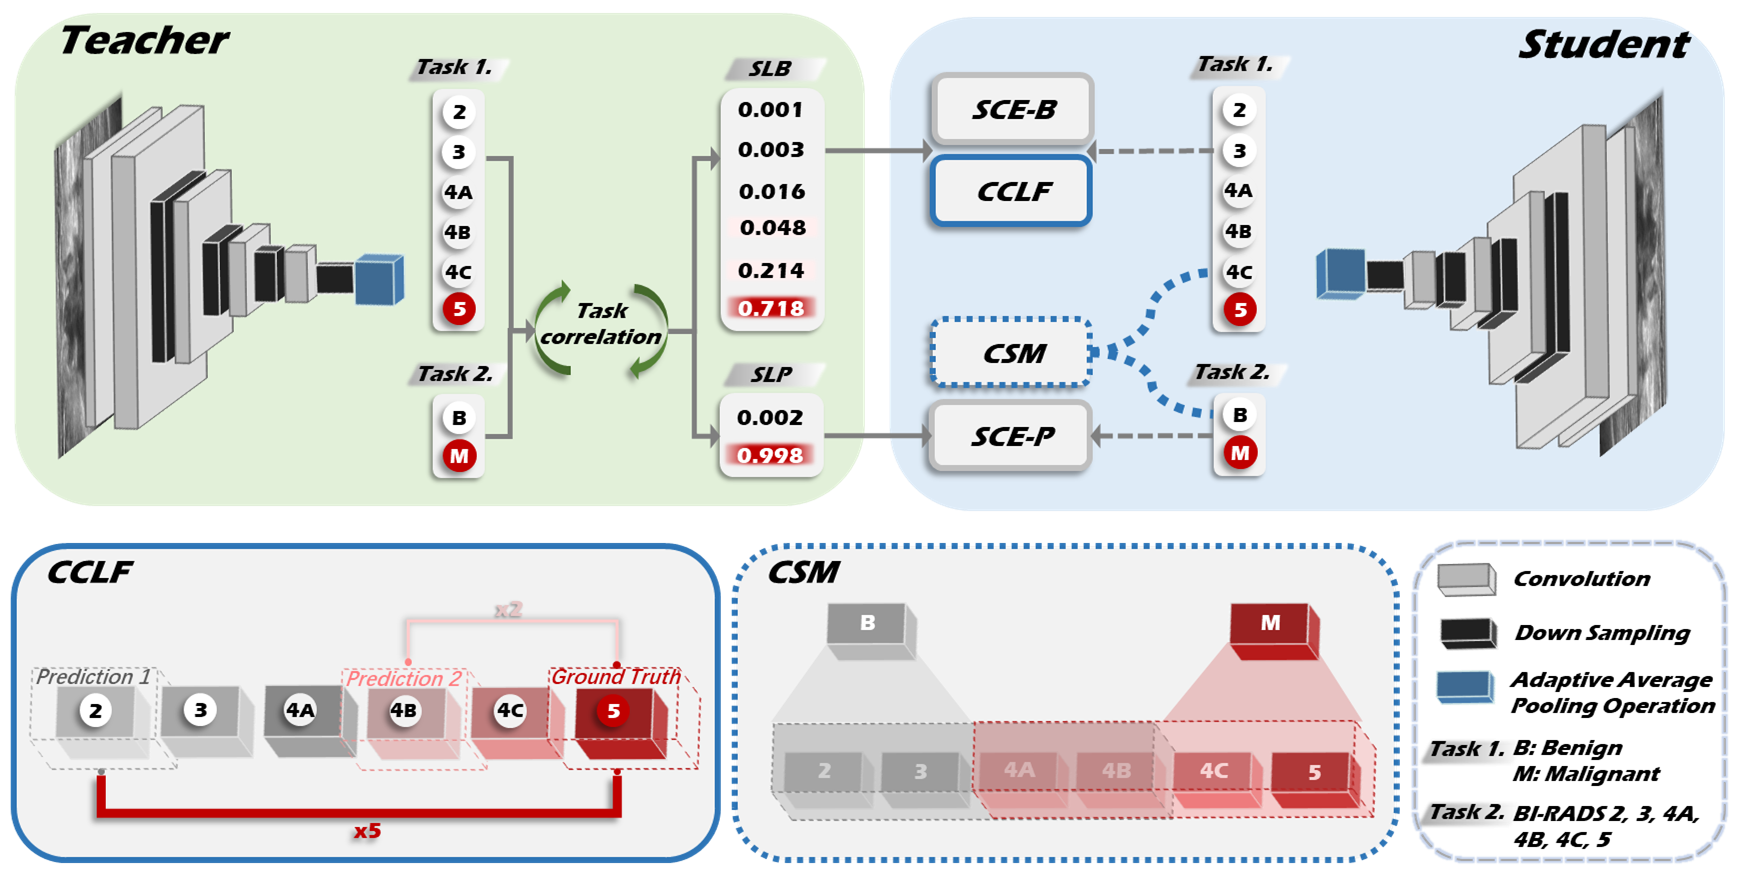 Teacher
Task 1.
2
3
4A
4B
4C
5
Task 2.
B
M
Task
correlation
SLB
0.001
0.003
0.016
0.048
0.214
0.718
SLP
0.002
0.998
Student
SCE-B
CCLF
CSM
SCE-P
Task 1.
2
3
4A
4B
4C
5
Task 2.
B
M
CCLF
x2
Prediction 1
Prediction 2
Ground Truth
2
3
4A
4B
4C
5
x5
CSM
B
M
2
3
4A
4B
4C
5
Convolution
Down Sampling
Adaptive Average
Pooling Operation
Task 1. B: Benign
M: Malignant
Task 2. BI-RADS 2, 3, 4A,
4B, 4C, 5